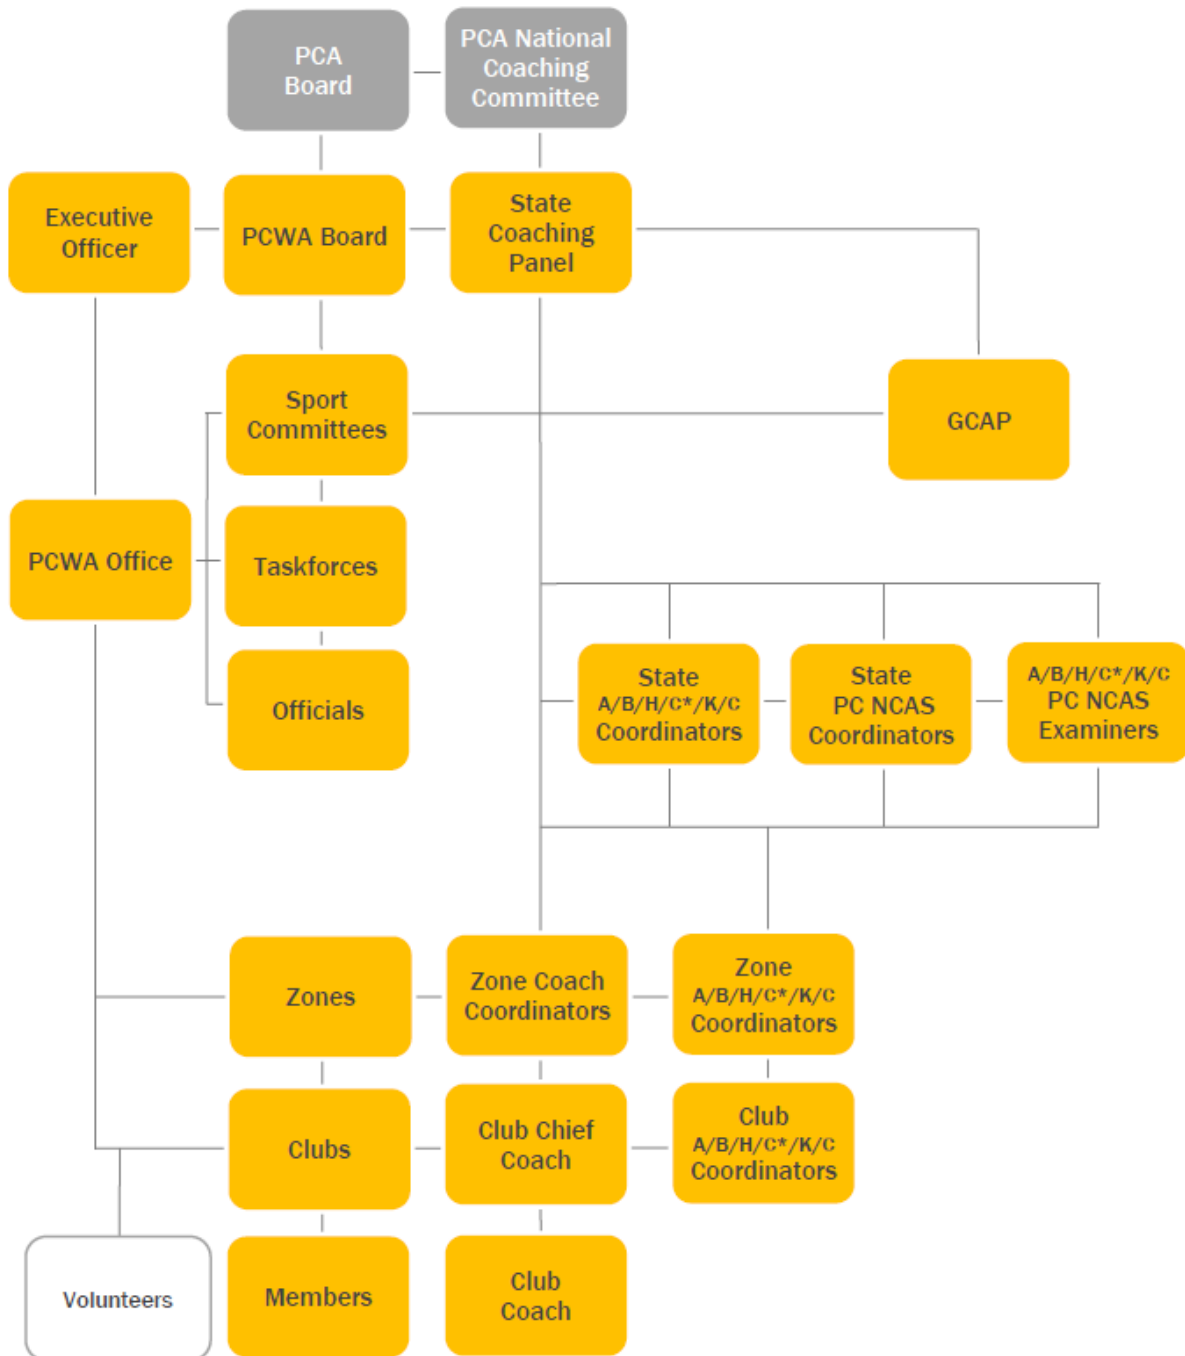 PCA
Board
PCA National
Coaching
Committee
Executive
Officer
PCWA Board
State
Coaching
Panel
Sport
Committees
GCAP
PCWA Office
Taskforces
Officials
State
A/B/H/C*/K/C
Coordinators
State
PC NCAS
Coordinators
A/B/H/C*/K/C
PC NCAS
Examiners
Zones
Zone Coach
Coordinators
Zone
A/B/H/C*/K/C
Coordinators
Clubs
Club Chief
Coach
Club
A/B/H/C*/K/C
Coordinators
Volunteers
Members
Club
Coach